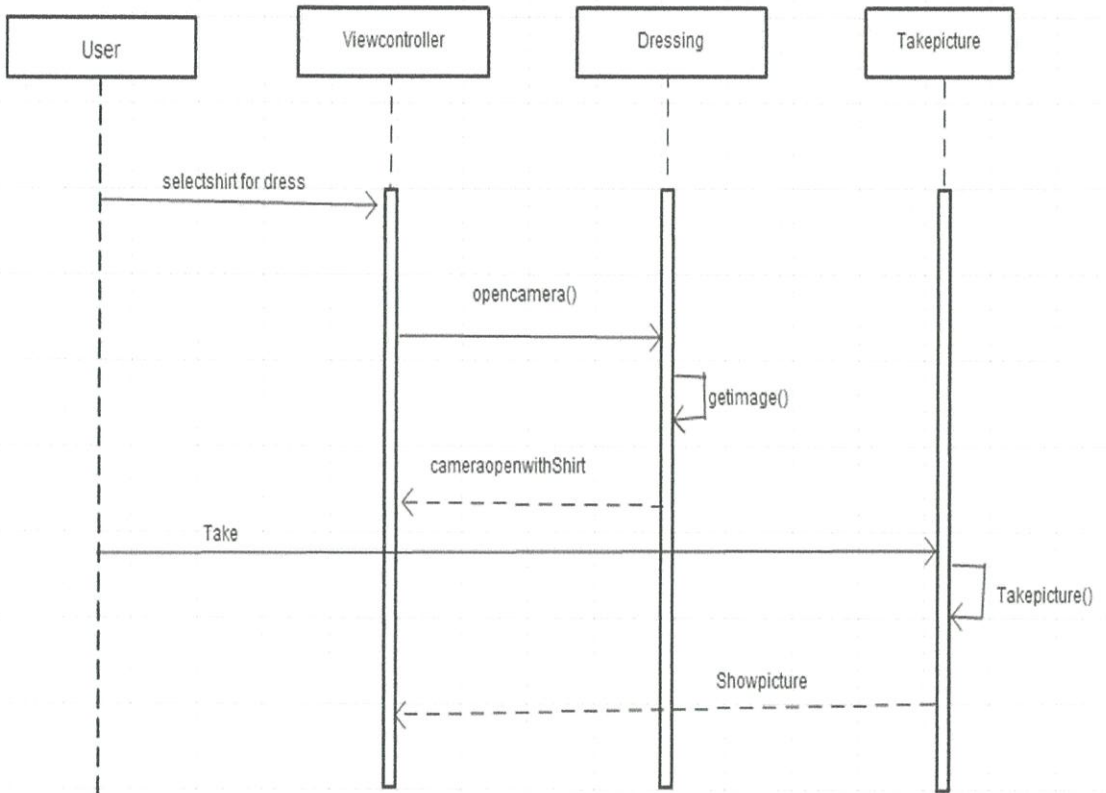 User
Viewcontroller
Dressing
Takepicture
selectshirt for dress
opencamera()
getimage()
cameraopenwithShirt
Take
Takepicture()
Showpicture